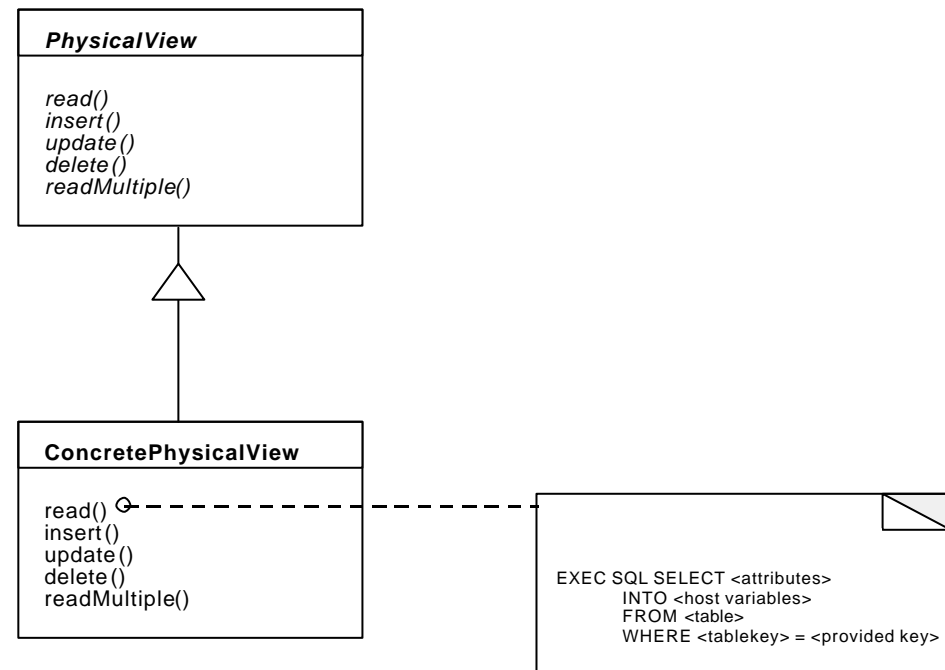 PhysicalView
read()
insert()
update()
delete()
readMultiple()
ConcretePhysicalView
read()
insert()
update()
delete()
readMultiple()
EXEC SQL SELECT <attributes>
INTO <host variables>
FROM <table>
WHERE <tablekey> = <provided key>